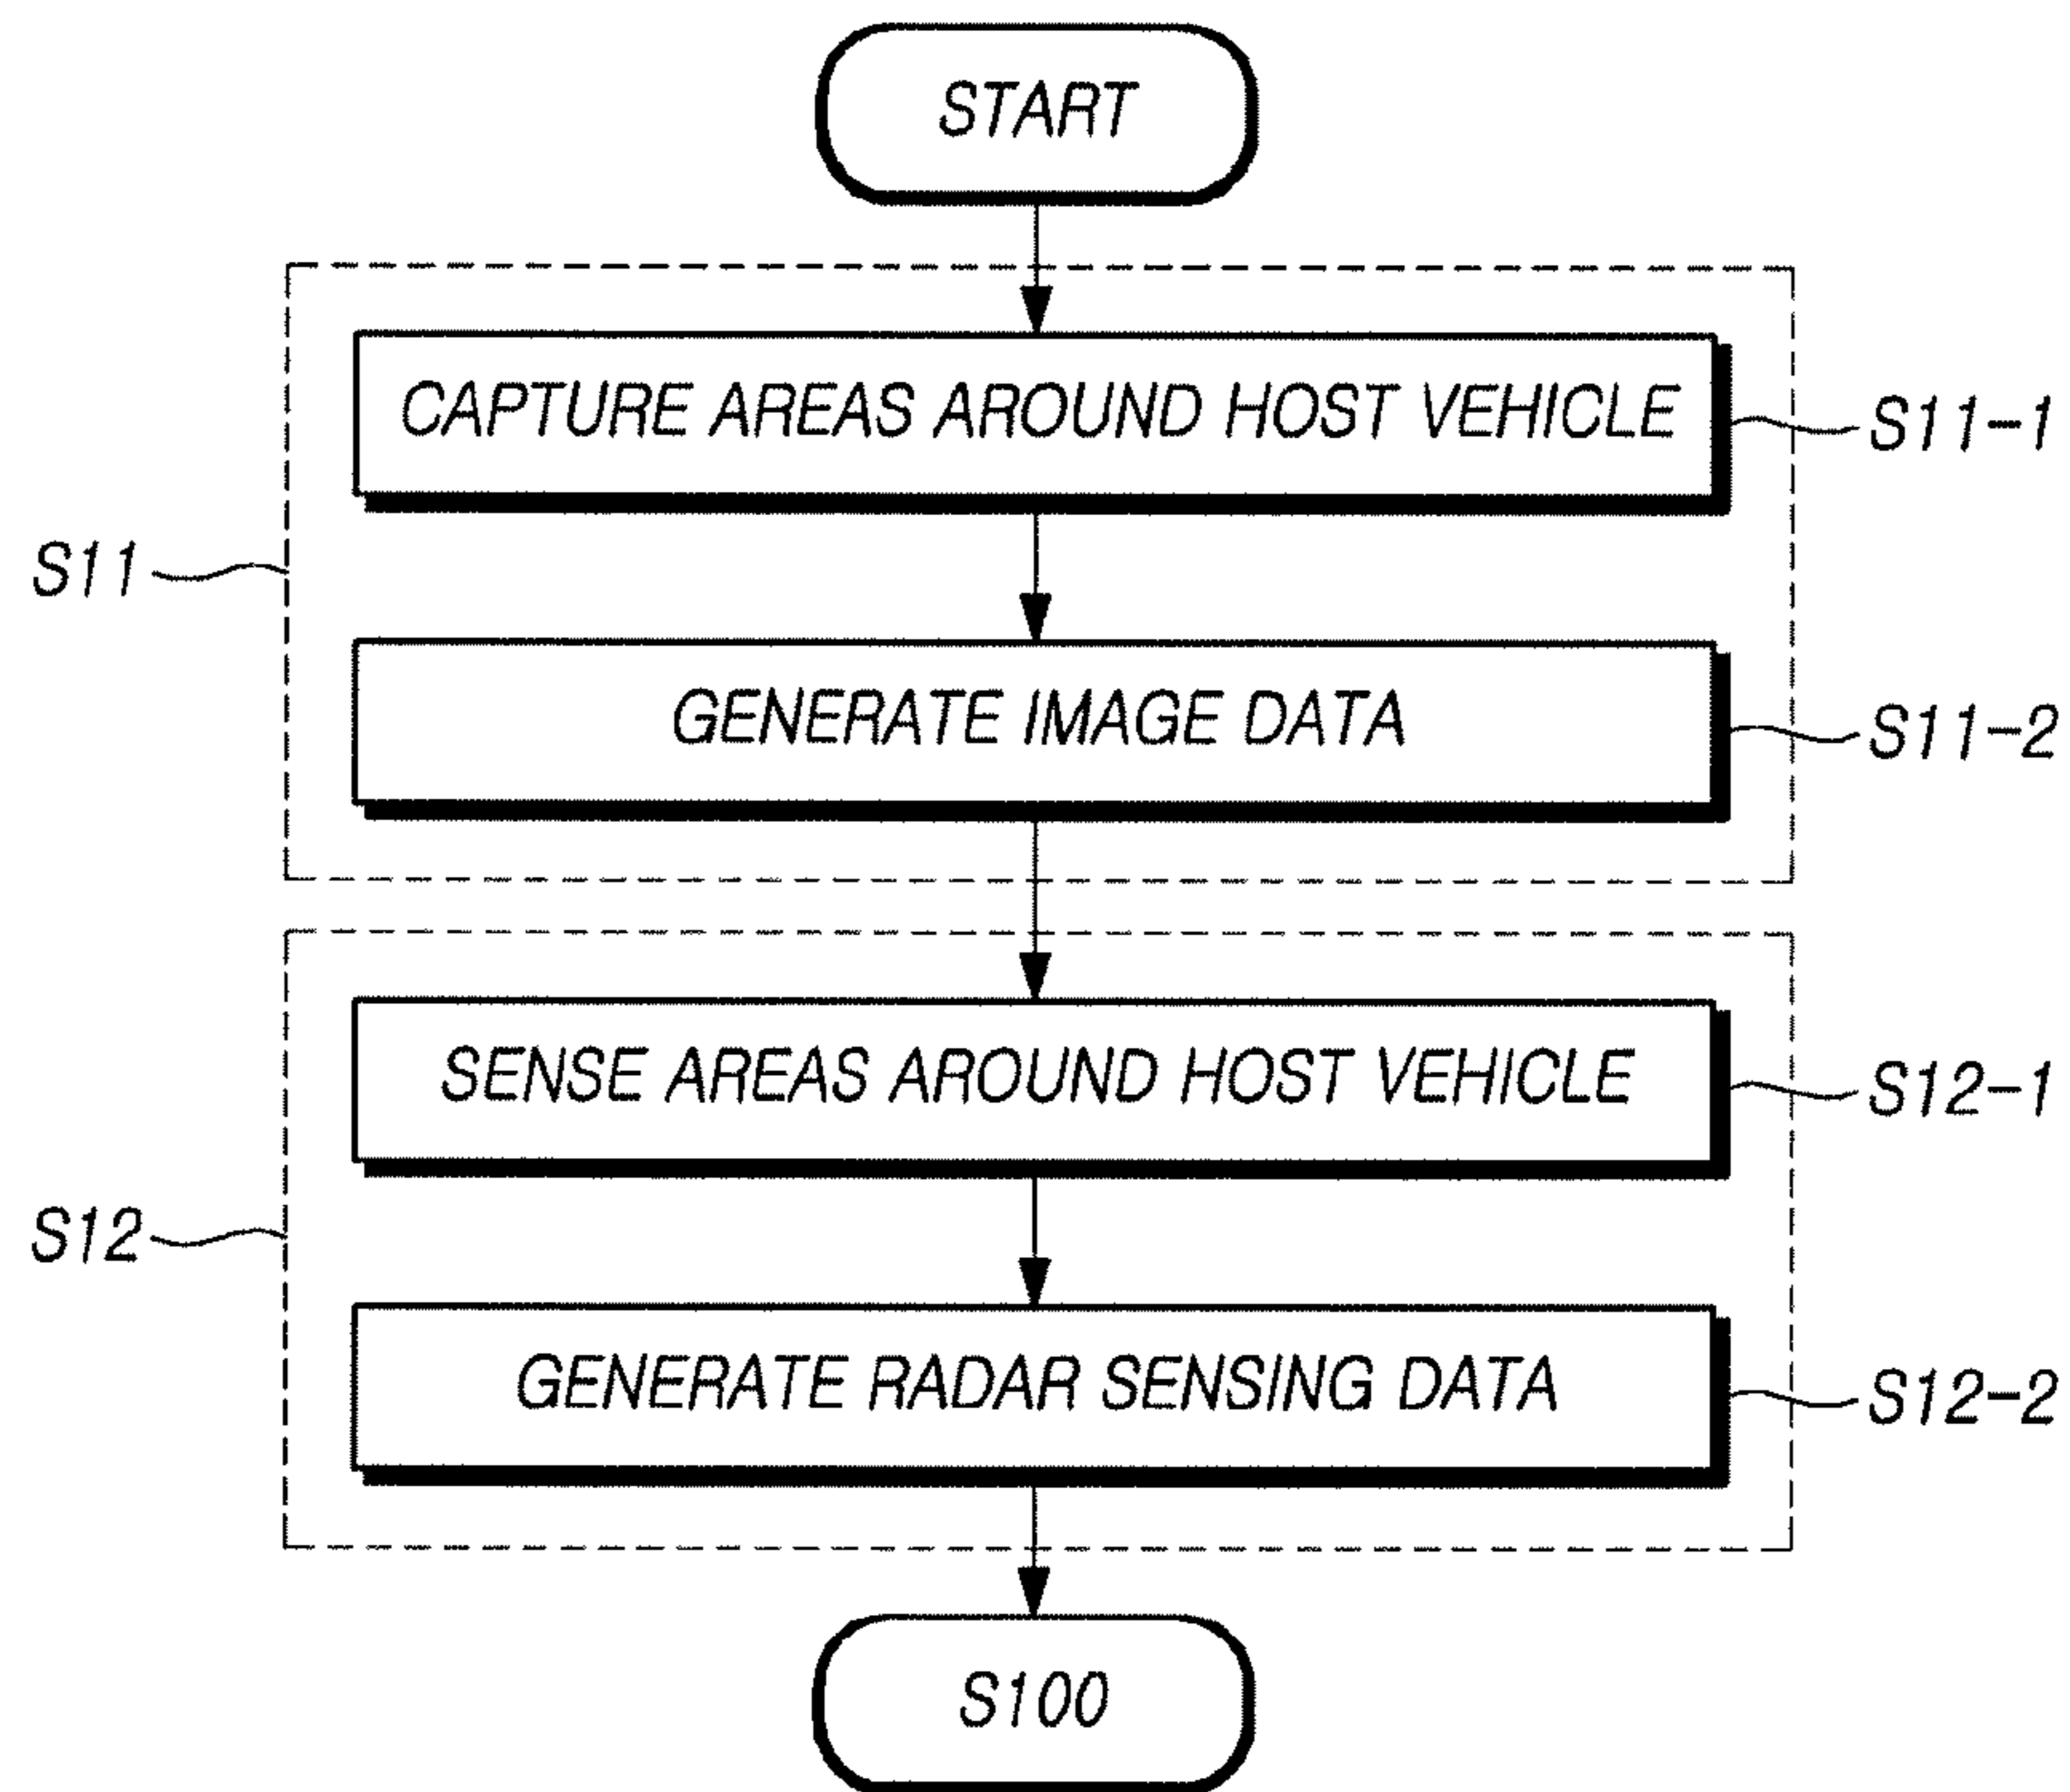 START
CAPTURE AREAS AROUND HOST VEHICLE
S11-1
S11
GENERATE IMAGE DATA
S11-2
SENSE AREAS AROUND HOST VEHICLE
S12-1
S12
GENERATE RADAR SENSING DATA
S12-2
S100